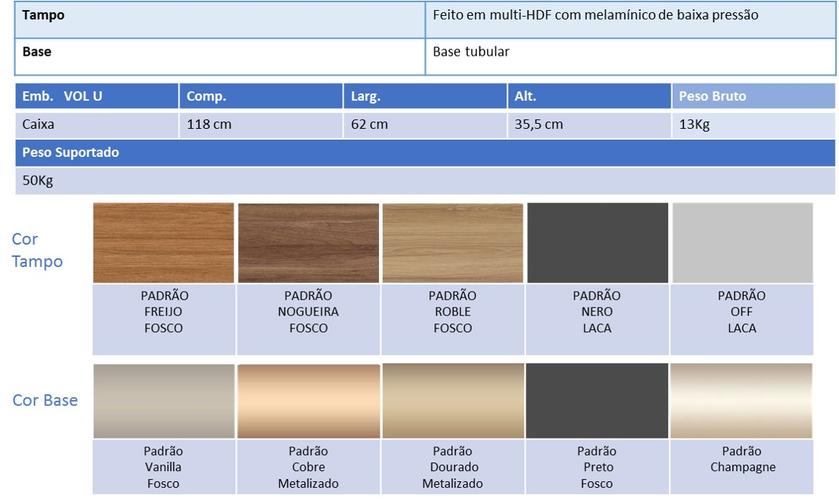 Tampo Feito em multi-HDF com melamínico de baixa pressão
Base Base tubular
Emb. VOL U Comp. Larg. Alt. Peso Bruto
Caixa 118 cm 62 cm 35,5 cm 13Kg
Peso Suportado
50Kg
Cor
Tampo
PADRÃO
FREIJO
FOSCO
PADRÃO
NOGUEIRA
FOSCO
PADRÃO
ROBLE
FOSCO
PADRÃO
NERO
LACA
PADRÃO
OFF
LACA
Cor Base
Padrão
Vanilla
Fosco
Padrão
Cobre
Metalizado
Padrão
Dourado
Metalizado
Padrão
Preto
Fosco
Padrão
Champagne